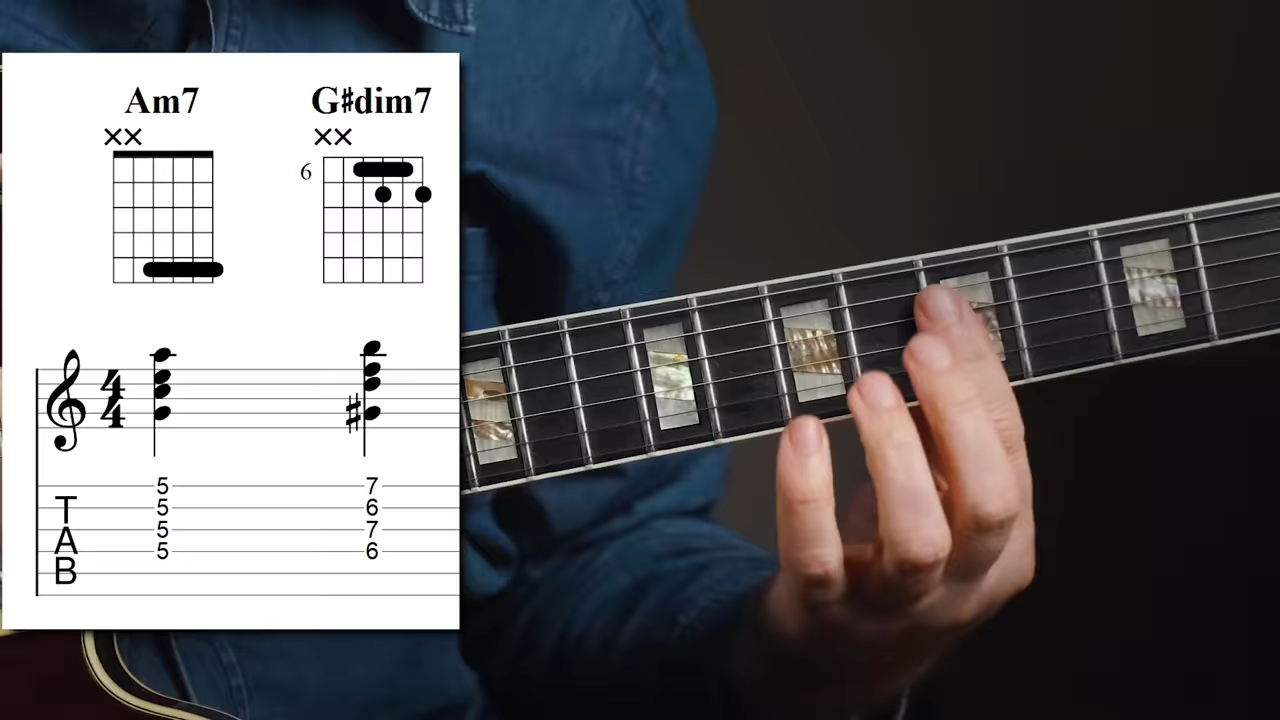 Am7 G♯dim7
×× ××
6
4 4
5 7
T 5 6
A 5 7
B 5 6